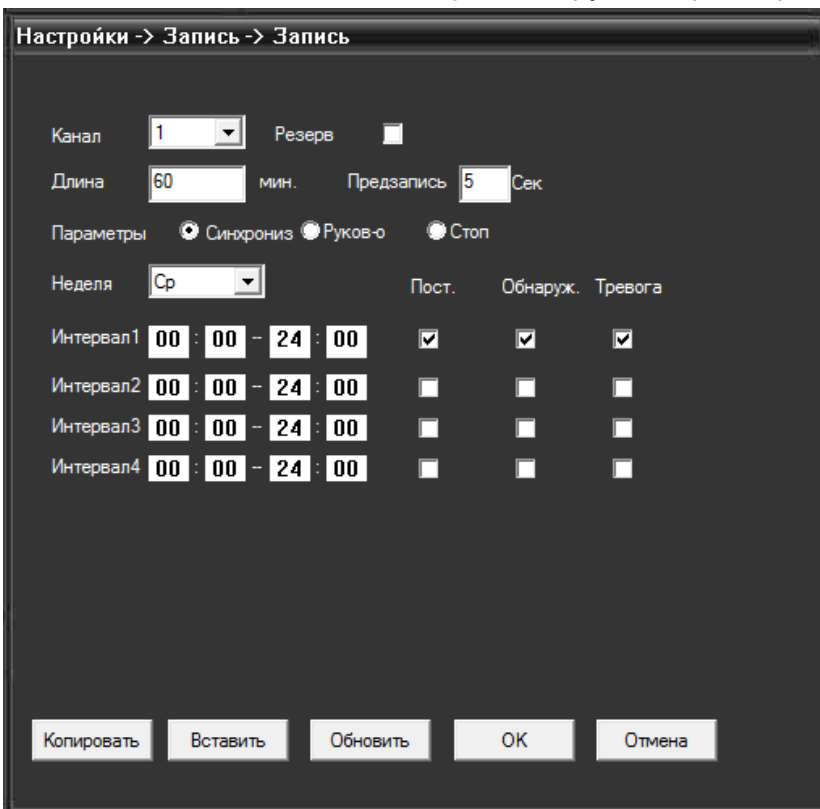 Настройки -> Запись -> Запись
Канал 1 Резерв
Длина 60 мин. Предзапись 5 Сек
Параметры Синхрониз Руков-о Стоп
Неделя Ср Пост. Обнаруж. Тревога
Интервал1 00 : 00 - 24 : 00
Интервал2 00 : 00 - 24 : 00
Интервал3 00 : 00 - 24 : 00
Интервал4 00 : 00 - 24 : 00
Копировать Вставить Обновить OK Отмена